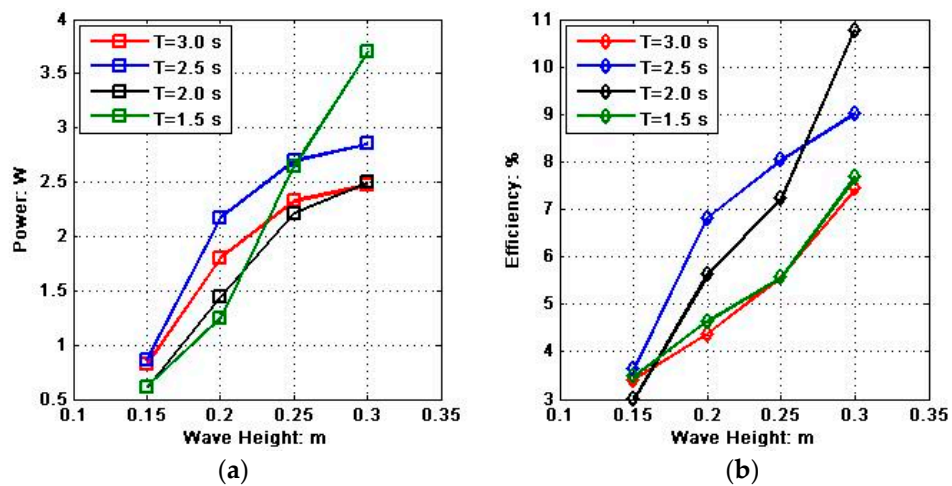 4
3.5
3
2.5
2
1.5
1
0.5
Power: W
T=3.0 s
T=2.5 s
T=2.0 s
T=1.5 s
0.1 0.15 0.2 0.25 0.3 0.35
Wave Height: m
(a)
11
10
9
8
7
6
5
4
3
Efficiency: %
T=3.0 s
T=2.5 s
T=2.0 s
T=1.5 s
0.1 0.15 0.2 0.25 0.3 0.35
Wave Height: m
(b)